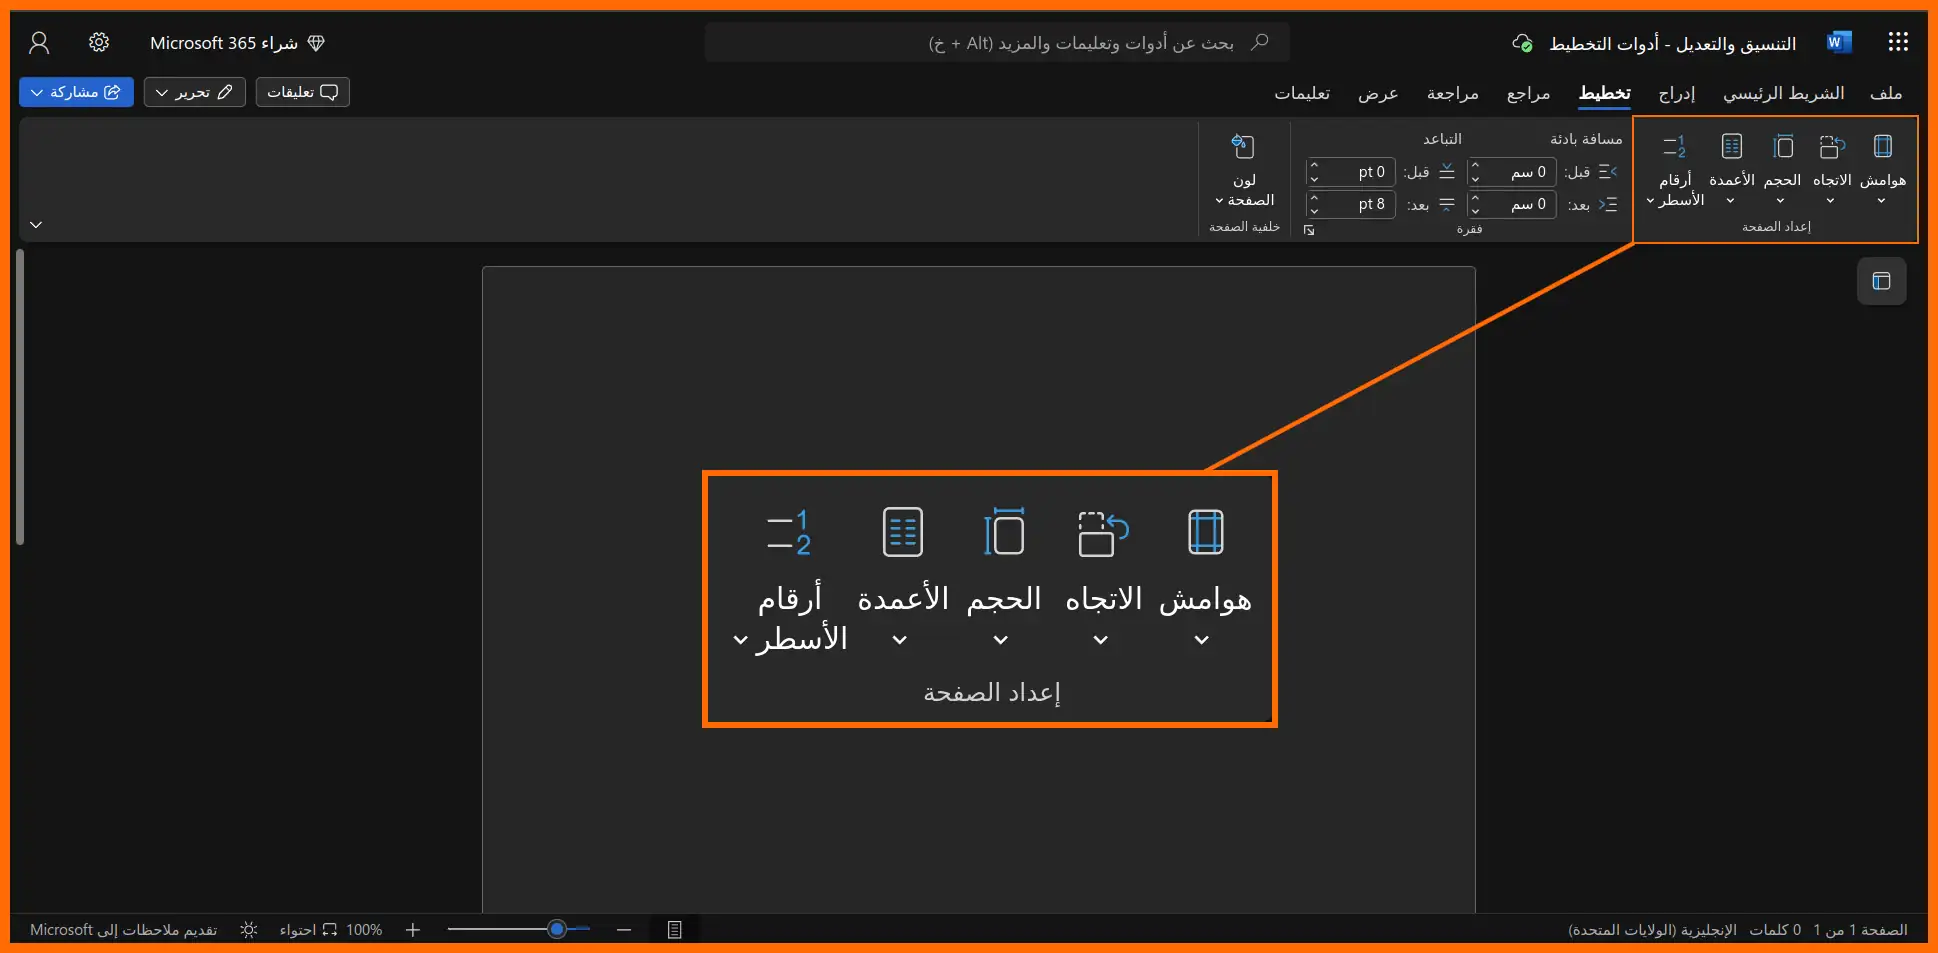 التنسيق والتعديل - أدوات التخطيط
بحث عن أدوات وتعليمات والمزيد (Alt + خ)
شراء Microsoft 365
ملف الشريط الرئيسي إدراج تخطيط مراجع مراجعة عرض تعليمات
تعليقات تحرير مشاركة
هوامش الاتجاه الحجم الأعمدة أرقام الأسطر
إعداد الصفحة
مسافة بادئة
قبل: 0 سم
بعد: 0 سم
التباعد
قبل: 0 pt
بعد: 8 pt
فقرة
لون
الصفحة
خلفية الصفحة
هوامش الاتجاه الحجم الأعمدة أرقام
الأسطر
إعداد الصفحة
الصفحة 1 من 1 0 كلمات الإنجليزية (الولايات المتحدة)
100% احتواء تقديم ملاحظات إلى Microsoft